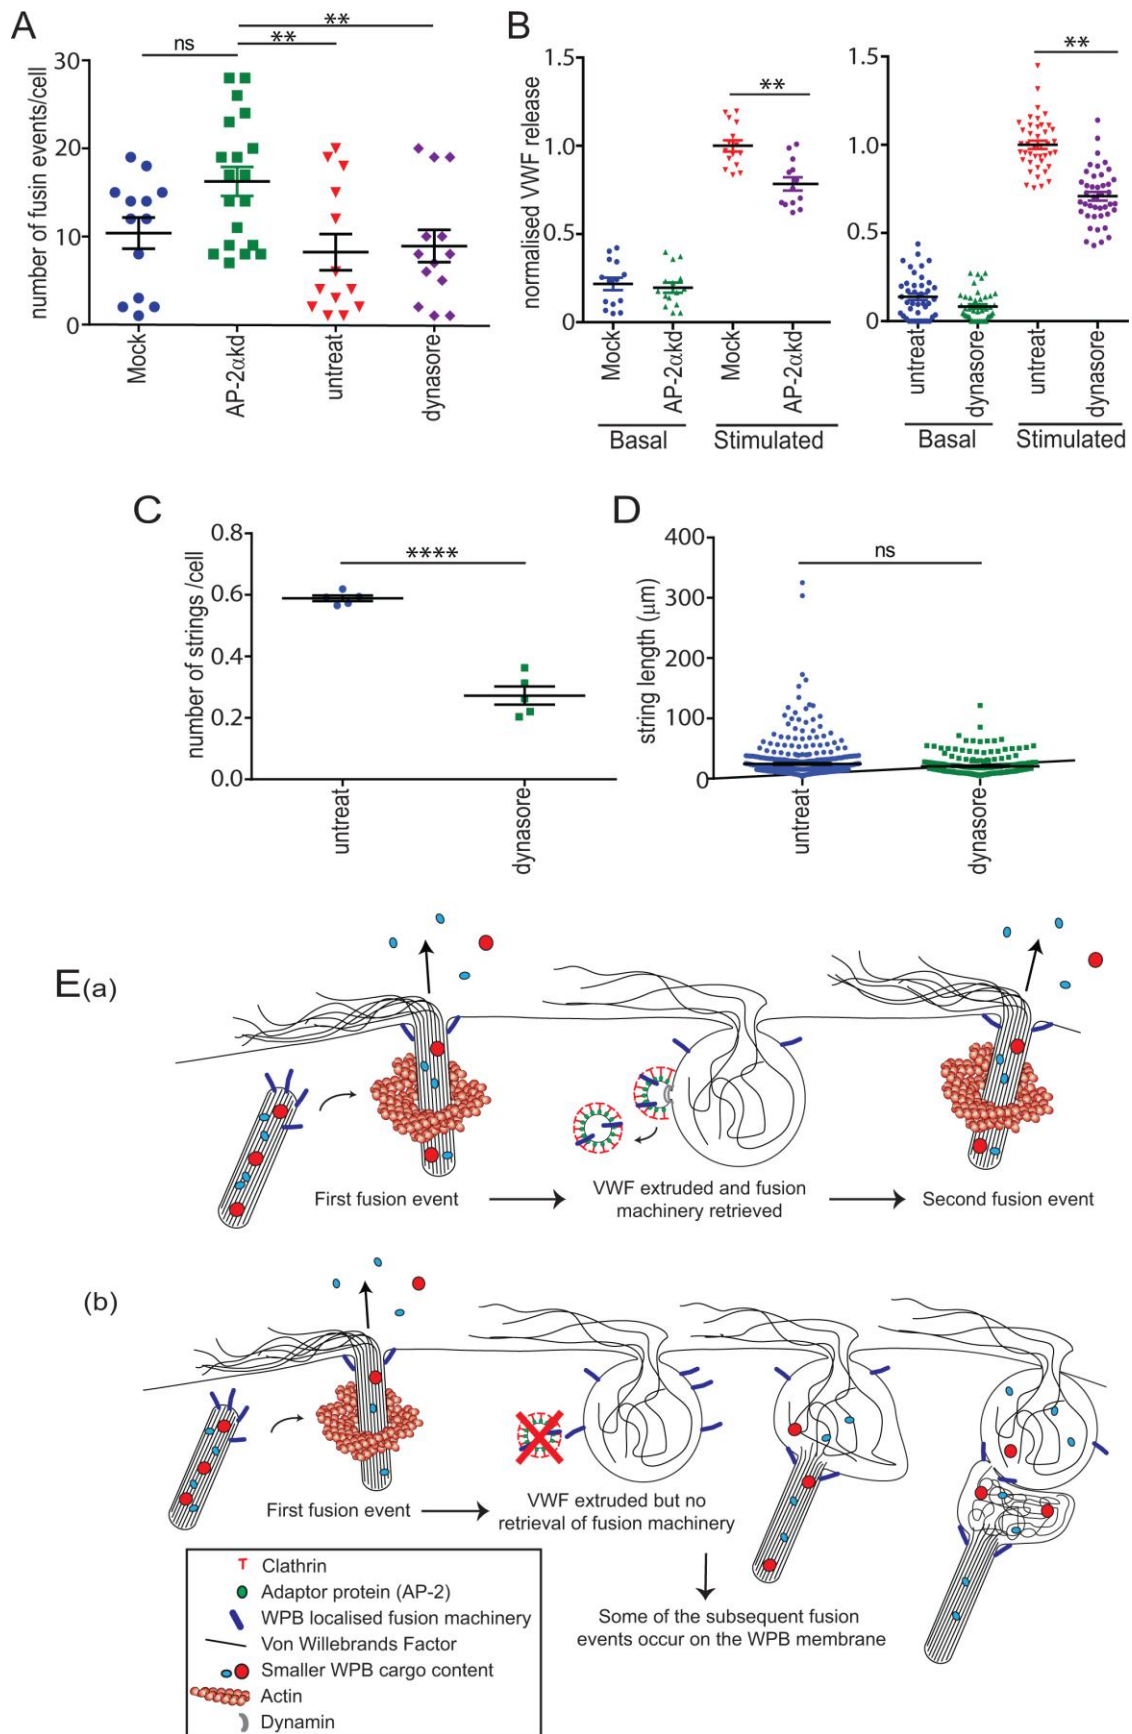 A
ns
**
**
number of fusin events/cell
30
20
10
0
Mock
AP-2αkd
untreat
dynasore
B
normalised VWF release
1.5
1.0
0.5
0
**
Mock
AP-2αkd
Mock
AP-2αkd
Basal
Stimulated
1.5
1.0
0.5
0
**
untreat
dynasore
untreat
dynasore
Basal
Stimulated
C
number of strings /cell
0.8
0.6
0.4
0.2
0.0
****
untreat
dynasore
D
string length (μm)
400
300
200
100
0
ns
untreat
dynasore
E(a)
First fusion event
VWF extruded and fusion
machinery retrieved
Second fusion event
(b)
First fusion event
VWF extruded but no
retrieval of fusion machinery
Some of the subsequent fusion
events occur on the WPB membrane
Clathrin
Adaptor protein (AP-2)
WPB localised fusion machinery
Von Willebrands Factor
Smaller WPB cargo content
Actin
Dynamin